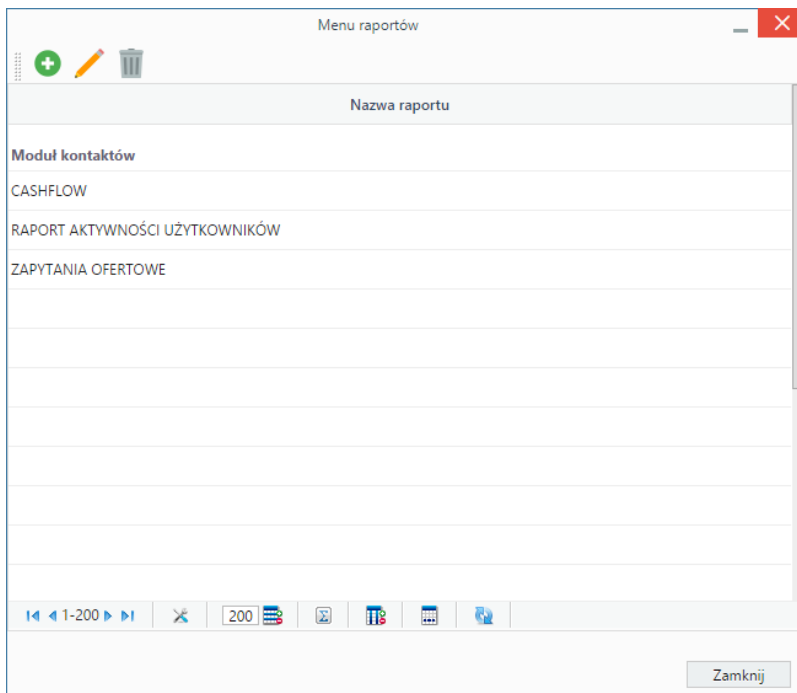 Menu raportów
Nazwa raportu
Moduł kontaktów
CASHFLOW
RAPORT AKTYWNOŚCI UŻYTKOWNIKÓW
ZAPYTANIA OFERTOWE
1-200 200 Σ
Zamknij